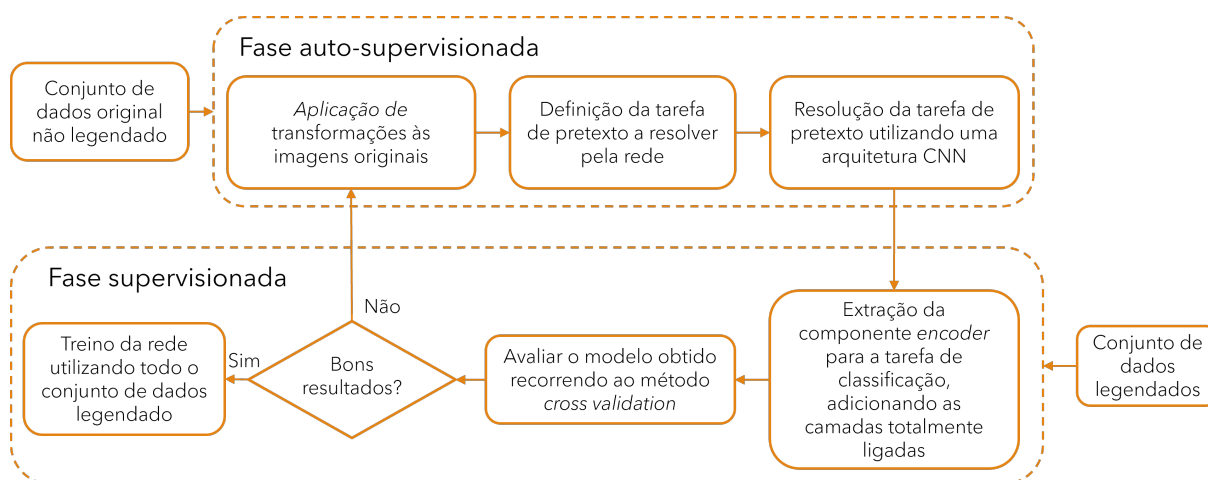 Fase auto-supervisionada
Conjunto de
dados original
não legendado
Aplicação de
transformações às
imagens originais
Definição da tarefa
de pretexto a resolver
pela rede
Resolução da tarefa de
pretexto utilizando uma
arquitetura CNN
Fase supervisionada
Não
Sim
Treino da rede
utilizando todo o
conjunto de dados
legendado
Bons
resultados?
Avaliar o modelo obtido
recorrendo ao método
cross validation
Extração da
componente encoder
para a tarefa de
classificação,
adicionando as
camadas totalmente
ligadas
Conjunto de
dados
legendados